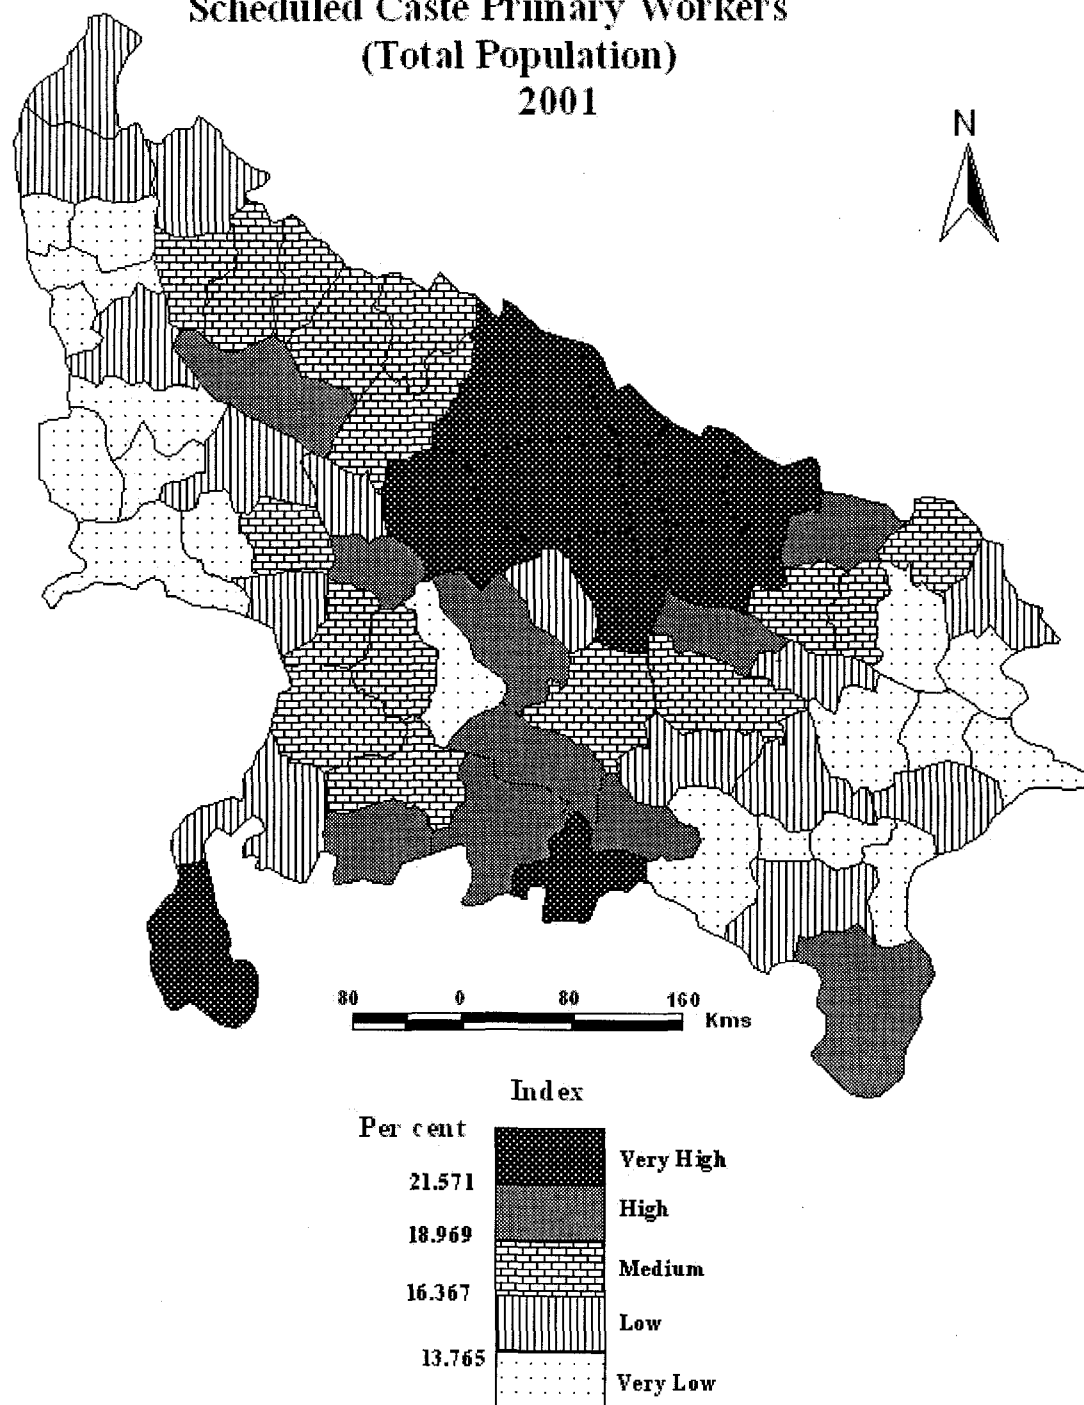 Scheduled Caste Primary Workers
(Total Population)
2001
N
80 0 80 160
Kms
Index
Per cent
Very High
21.571
High
18.969
Medium
16.367
Low
13.765
Very Low